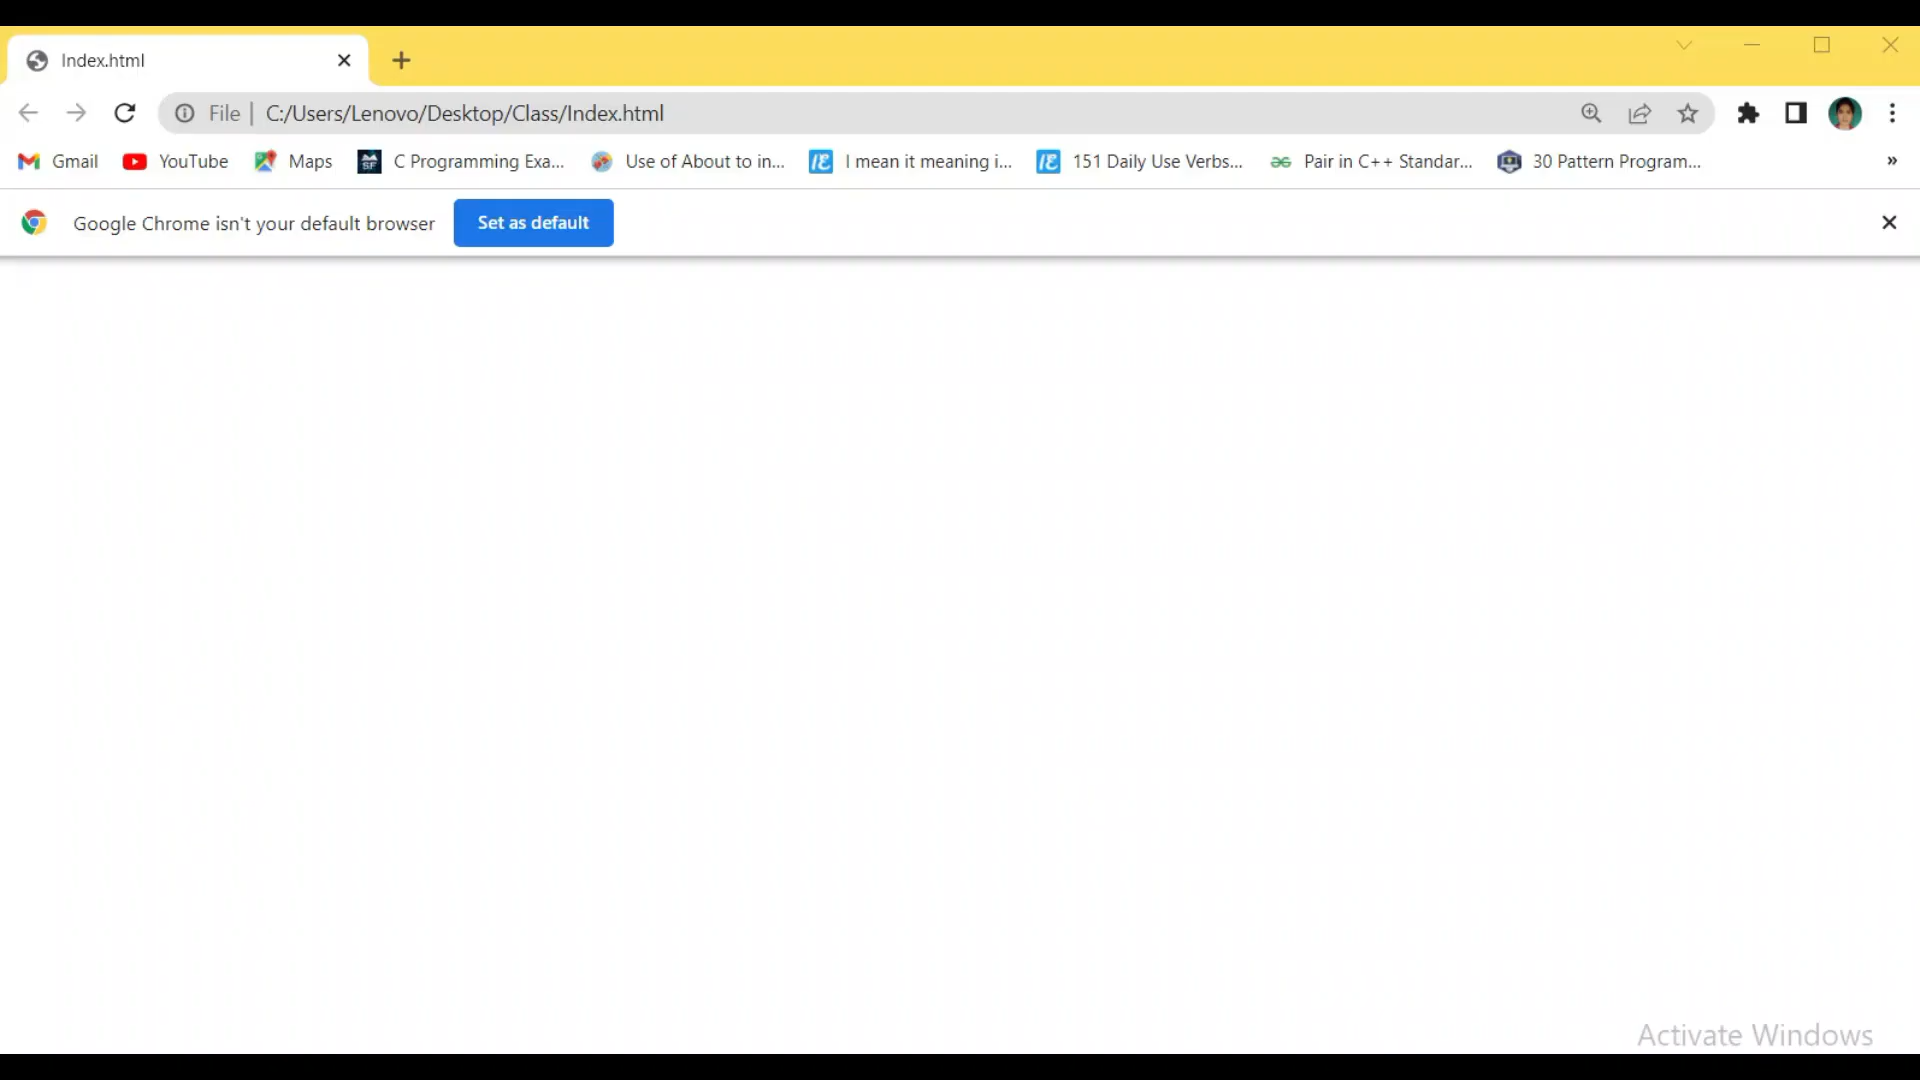 Index.html
File | C:/Users/Lenovo/Desktop/Class/Index.html
Gmail YouTube Maps C Programming Exa... Use of About to in... I mean it meaning i... 151 Daily Use Verbs... Pair in C++ Standar... 30 Pattern Program... »
Google Chrome isn't your default browser Set as default
Activate Windows